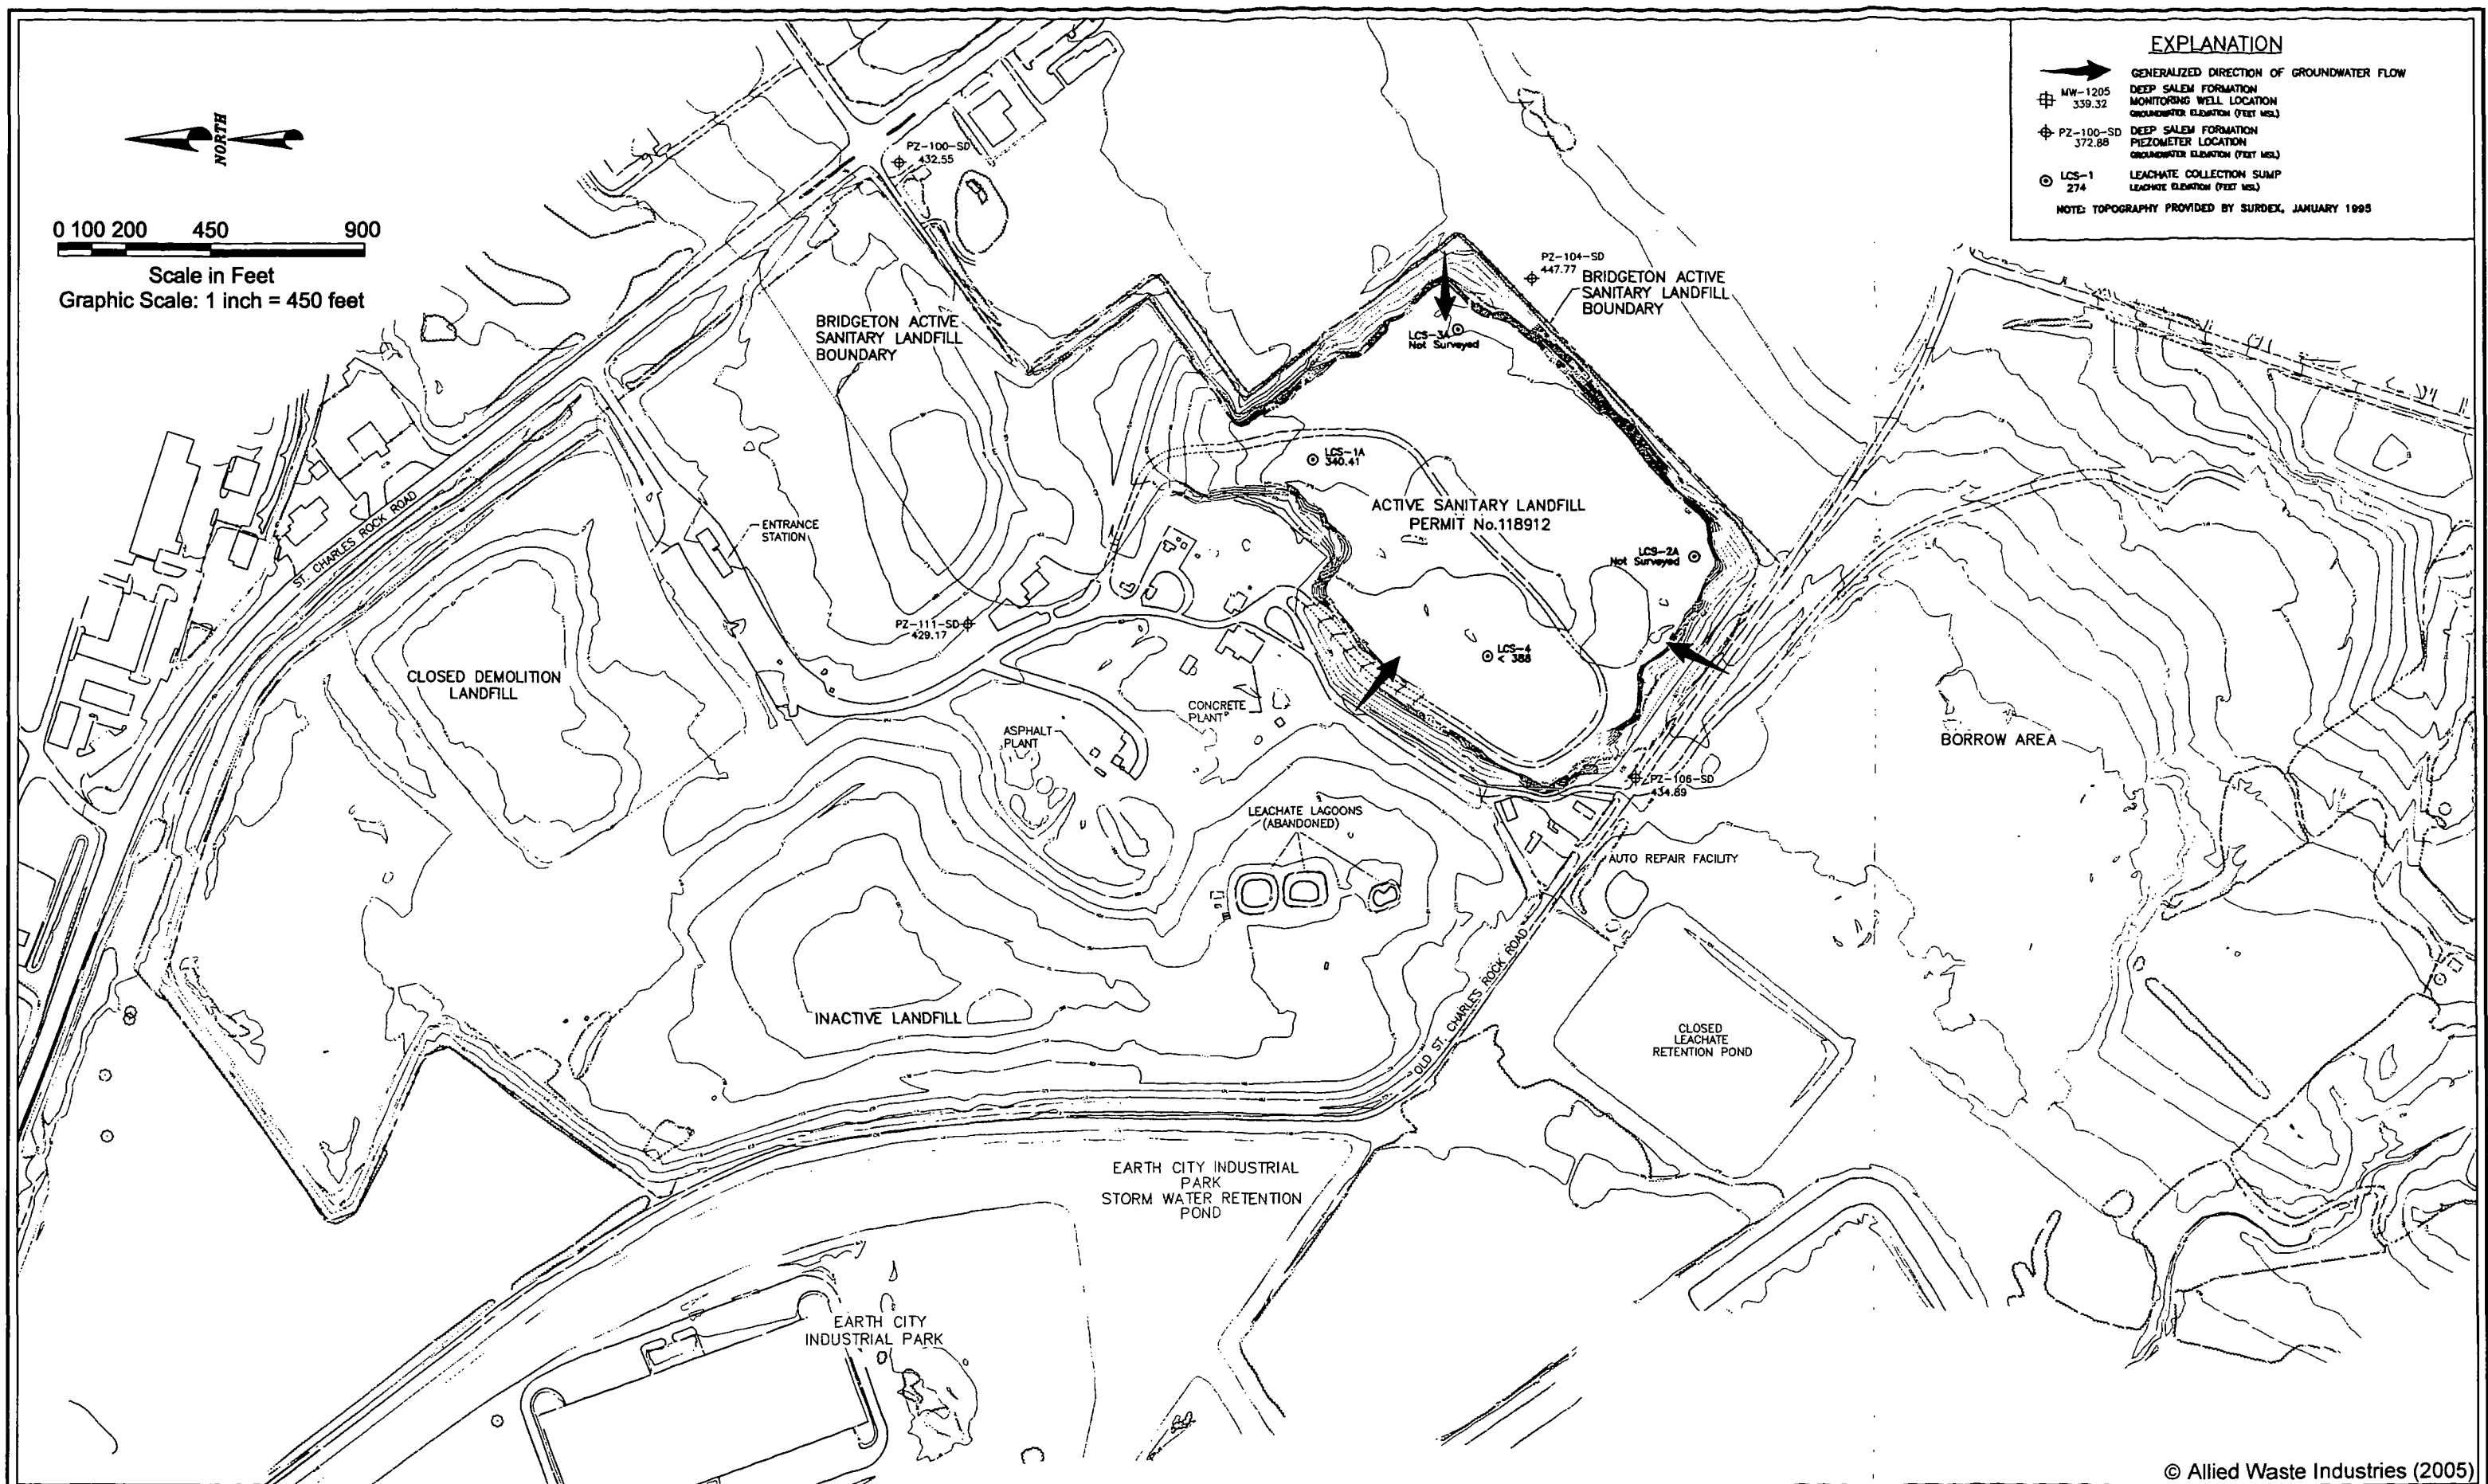 EXPLANATION
GENERALIZED DIRECTION OF GROUNDWATER FLOW
MW-1205
339.32
DEEP SALEM FORMATION
MONITORING WELL LOCATION
GROUNDWATER ELEVATION (FEET MSL)
PZ-100-SD
372.88
DEEP SALEM FORMATION
PIEZOMETER LOCATION
GROUNDWATER ELEVATION (FEET MSL)
LCS-1
274
LEACHATE COLLECTION SUMP
LEACHATE ELEVATION (FEET MSL)
NOTE: TOPOGRAPHY PROVIDED BY SURDEX, JANUARY 1995
NORTH
0 100 200 450 900
Scale in Feet
Graphic Scale: 1 inch = 450 feet
PZ-100-SD
432.55
PZ-104-SD
447.77
BRIDGETON ACTIVE
SANITARY LANDFILL
BOUNDARY
BRIDGETON ACTIVE
SANITARY LANDFILL
BOUNDARY
LCS-3A
Not Surveyed
LCS-1A
340.41
ACTIVE SANITARY LANDFILL
PERMIT No.118912
LCS-2A
Not Surveyed
ST. CHARLES ROCK ROAD
ENTRANCE
STATION
PZ-111-SD
429.17
LCS-4
< 388
CLOSED DEMOLITION
LANDFILL
CONCRETE
PLANT
ASPHALT
PLANT
BORROW AREA
PZ-106-SD
434.89
LEACHATE LAGOONS
(ABANDONED)
AUTO REPAIR FACILITY
INACTIVE LANDFILL
OLD ST. CHARLES ROCK ROAD
CLOSED
LEACHATE
RETENTION POND
EARTH CITY INDUSTRIAL
PARK
STORM WATER RETENTION
POND
EARTH CITY
INDUSTRIAL PARK
© Allied Waste Industries (2005)